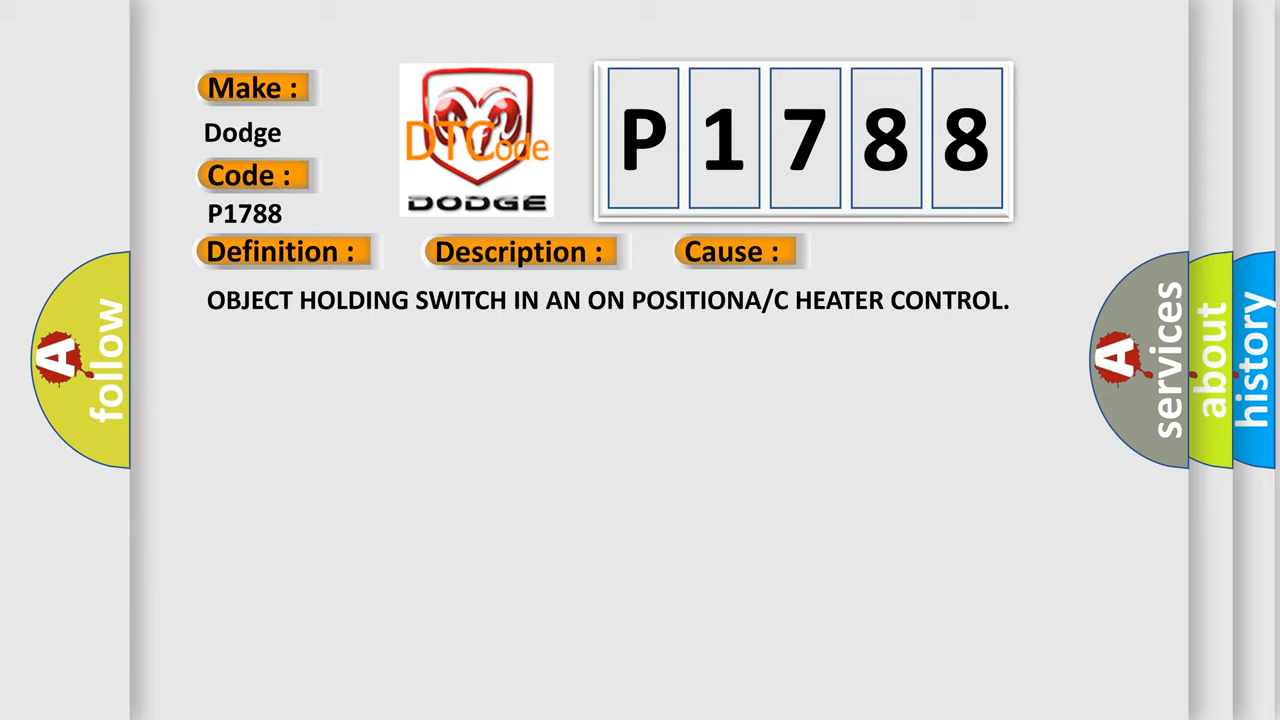 Make :
Dodge
Code :
P1788
DTCode
DODGE
P 1 7 8 8
Definition : Description : Cause :
OBJECT HOLDING SWITCH IN AN ON POSITIONA/C HEATER CONTROL.
A follow
A services
about
history